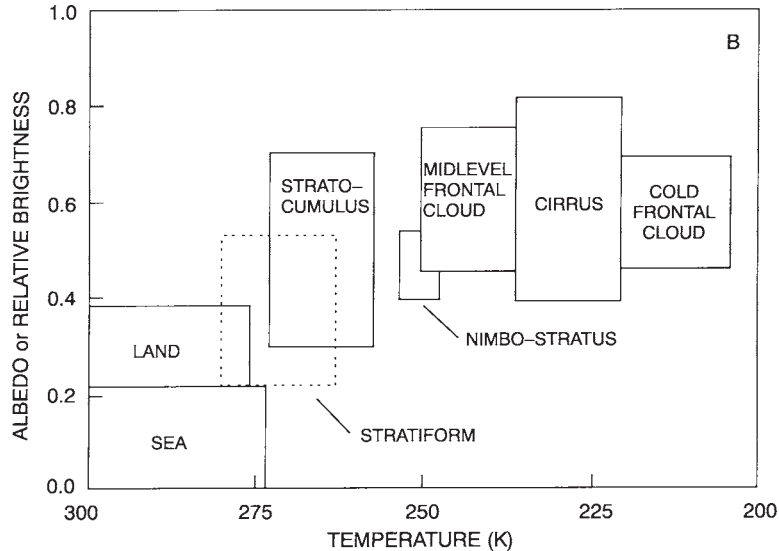 B
ALBEDO or RELATIVE BRIGHTNESS
1.0
0.8
0.6
0.4
0.2
0.0
STRATO–
CUMULUS
MIDLEVEL
FRONTAL
CLOUD
CIRRUS
COLD
FRONTAL
CLOUD
LAND
NIMBO–STRATUS
SEA
STRATIFORM
300
275
250
225
200
TEMPERATURE (K)